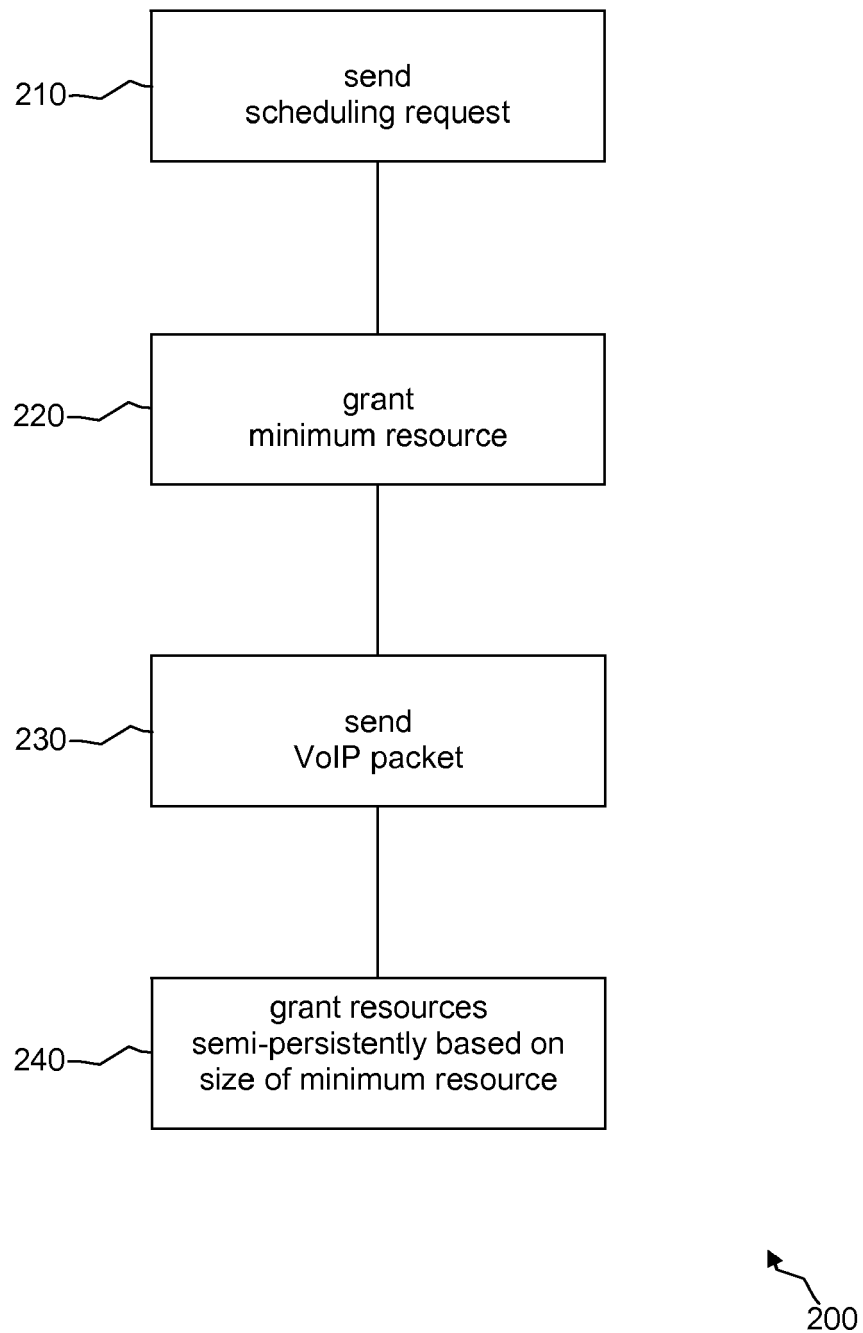 210
send
scheduling request
220
grant
minimum resource
230
send
VoIP packet
240
grant resources
semi-persistently based on
size of minimum resource
200